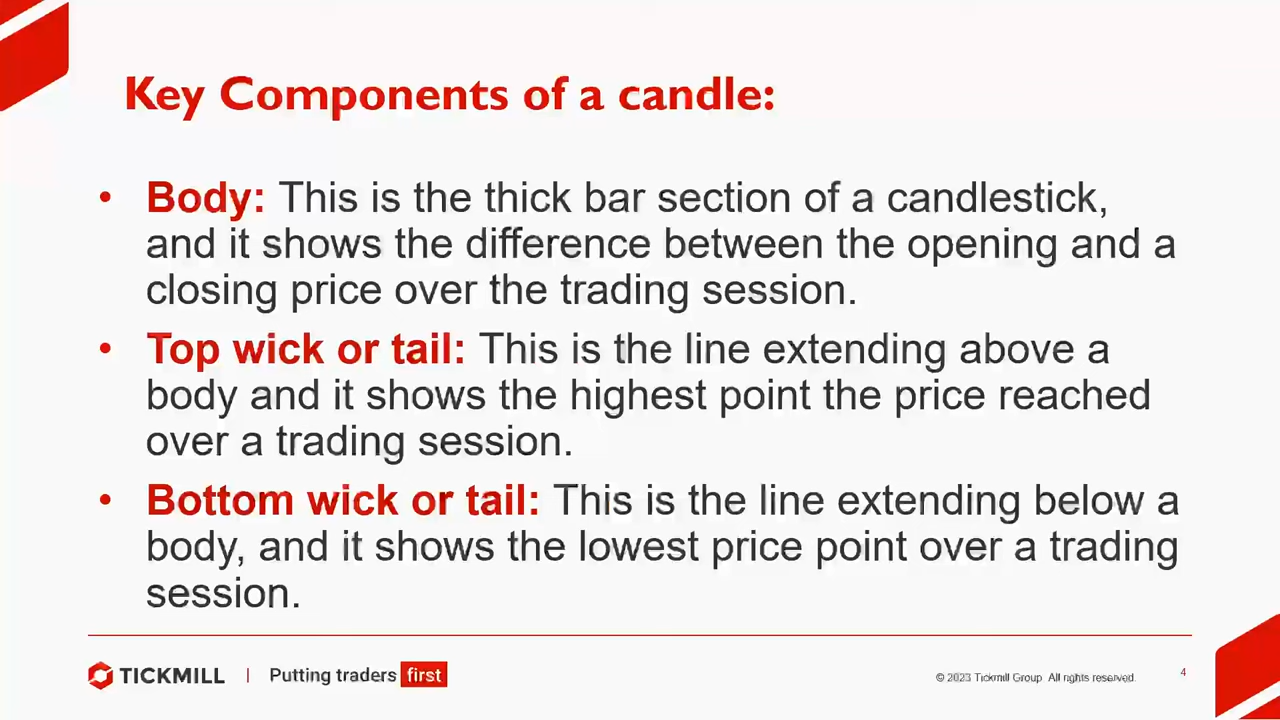 Key Components of a candle:
• Body: This is the thick bar section of a candlestick,
and it shows the difference between the opening and a
closing price over the trading session.
• Top wick or tail: This is the line extending above a
body and it shows the highest point the price reached
over a trading session.
• Bottom wick or tail: This is the line extending below a
body, and it shows the lowest price point over a trading
session.
TICKMILL | Putting traders first
© 2023 Tickmill Group. All rights reserved.
4